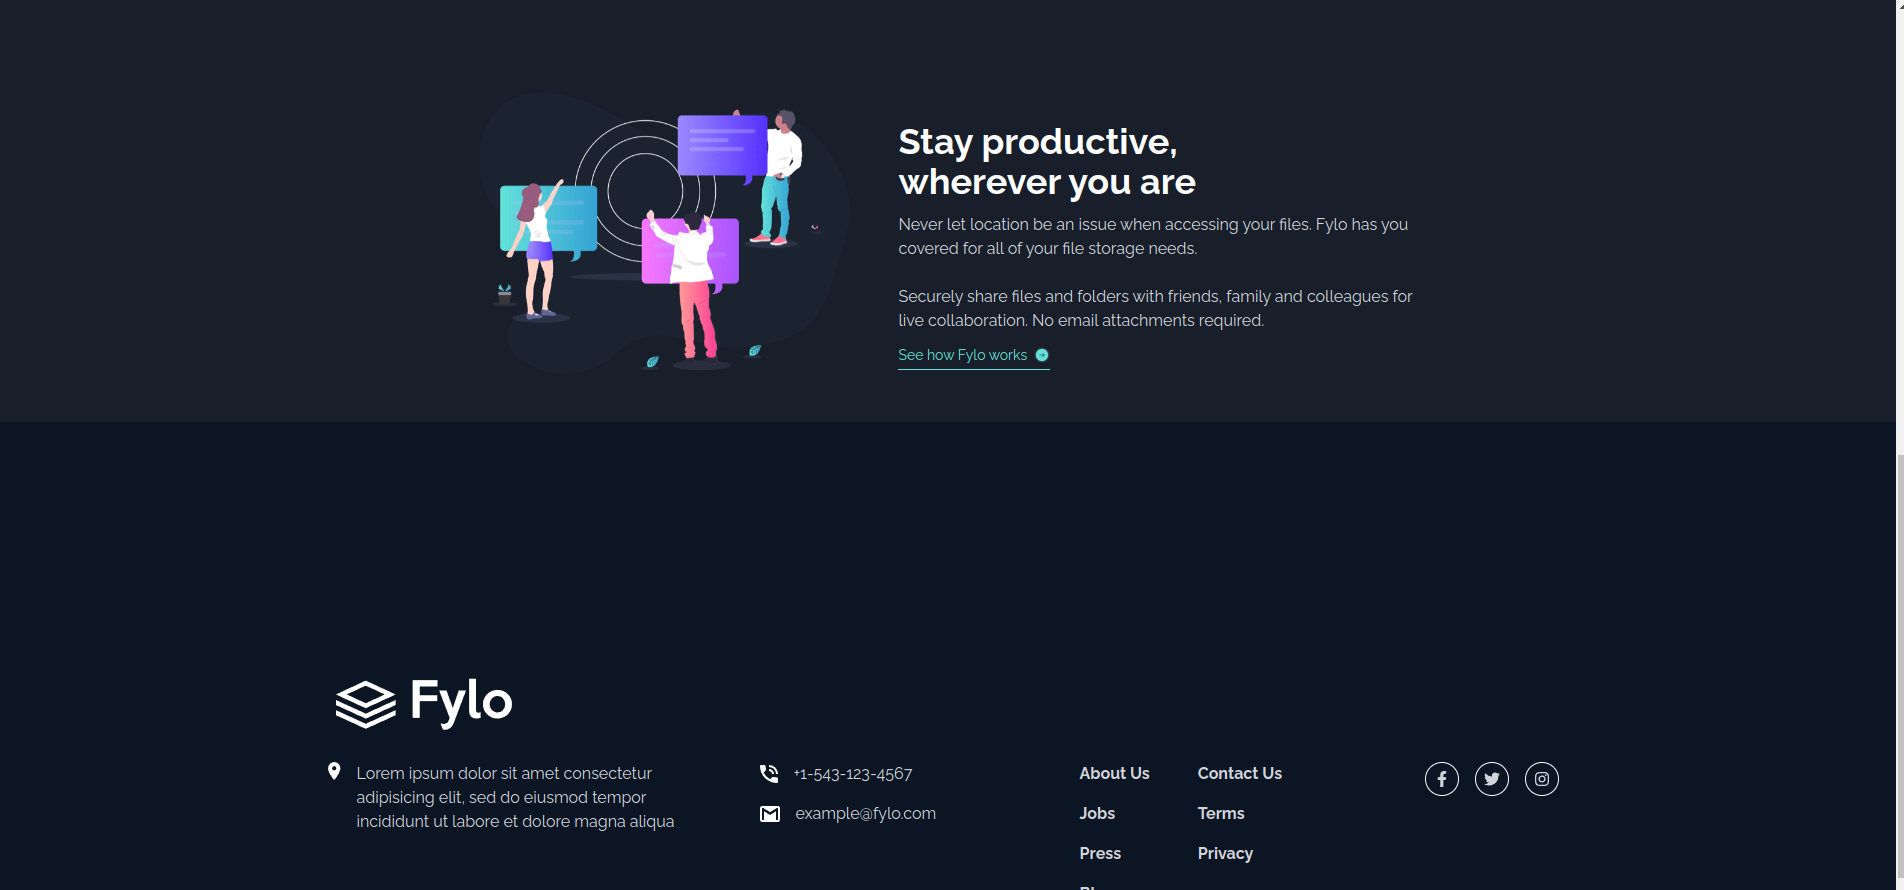 Stay productive,
wherever you are
Never let location be an issue when accessing your files. Fylo has you
covered for all of your file storage needs.
Securely share files and folders with friends, family and colleagues for
live collaboration. No email attachments required.
See how Fylo works
Fylo
Lorem ipsum dolor sit amet consectetur
adipisicing elit, sed do eiusmod tempor
incididunt ut labore et dolore magna aliqua
+1-543-123-4567
example@fylo.com
About Us
Jobs
Press
Contact Us
Terms
Privacy